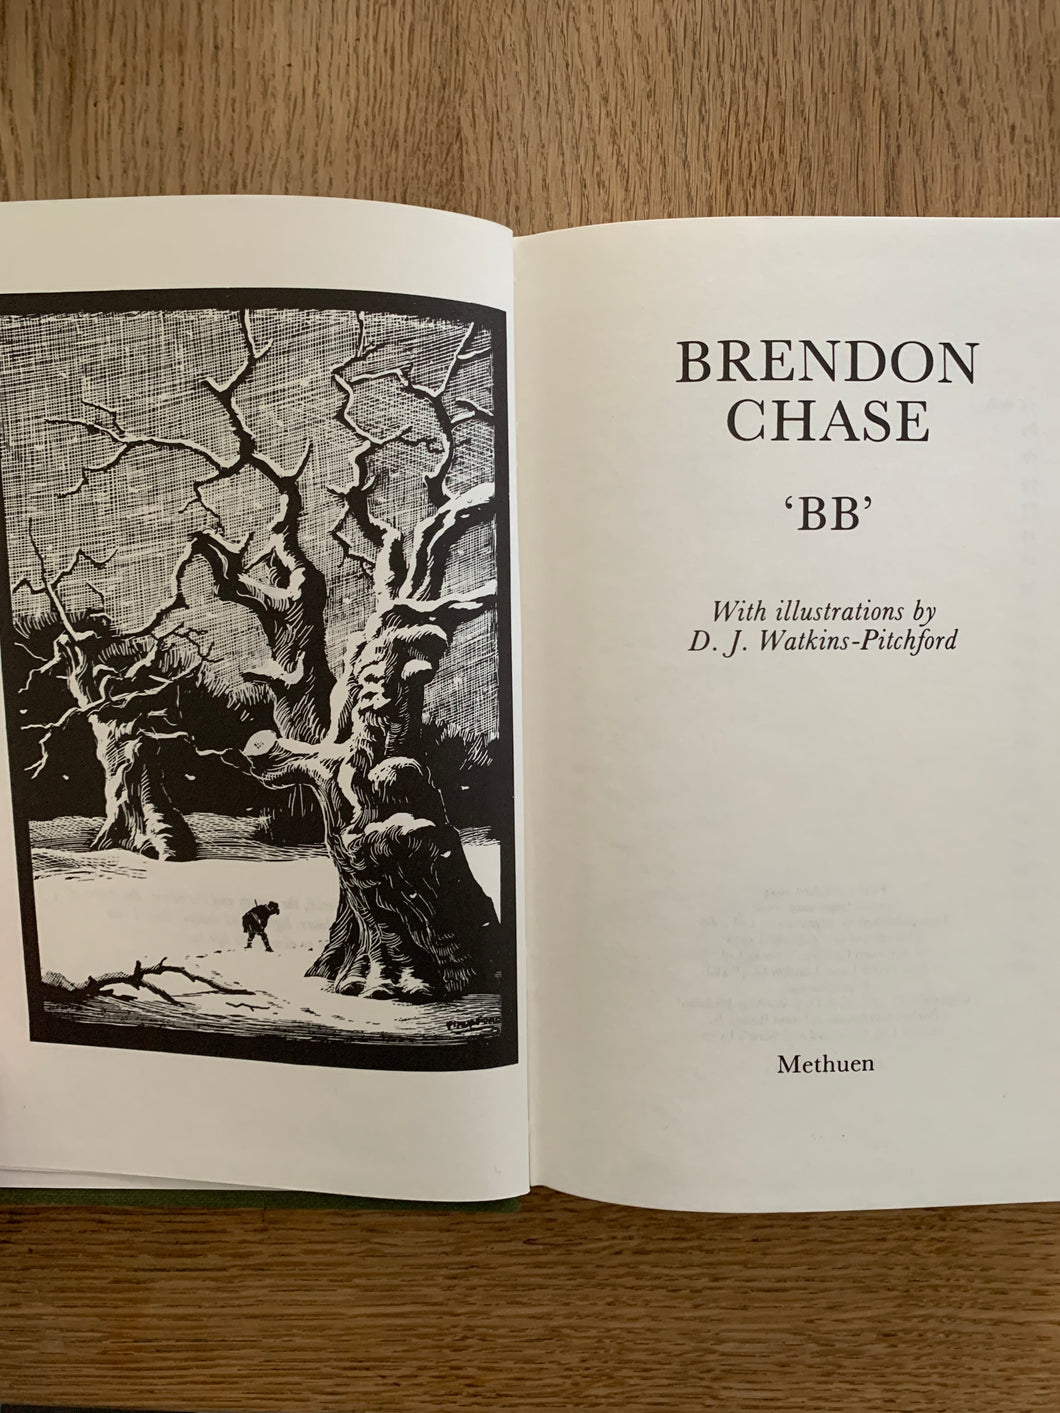 BRENDON
CHASE
‘BB’
With illustrations by
D. J. Watkins-Pitchford
Methuen